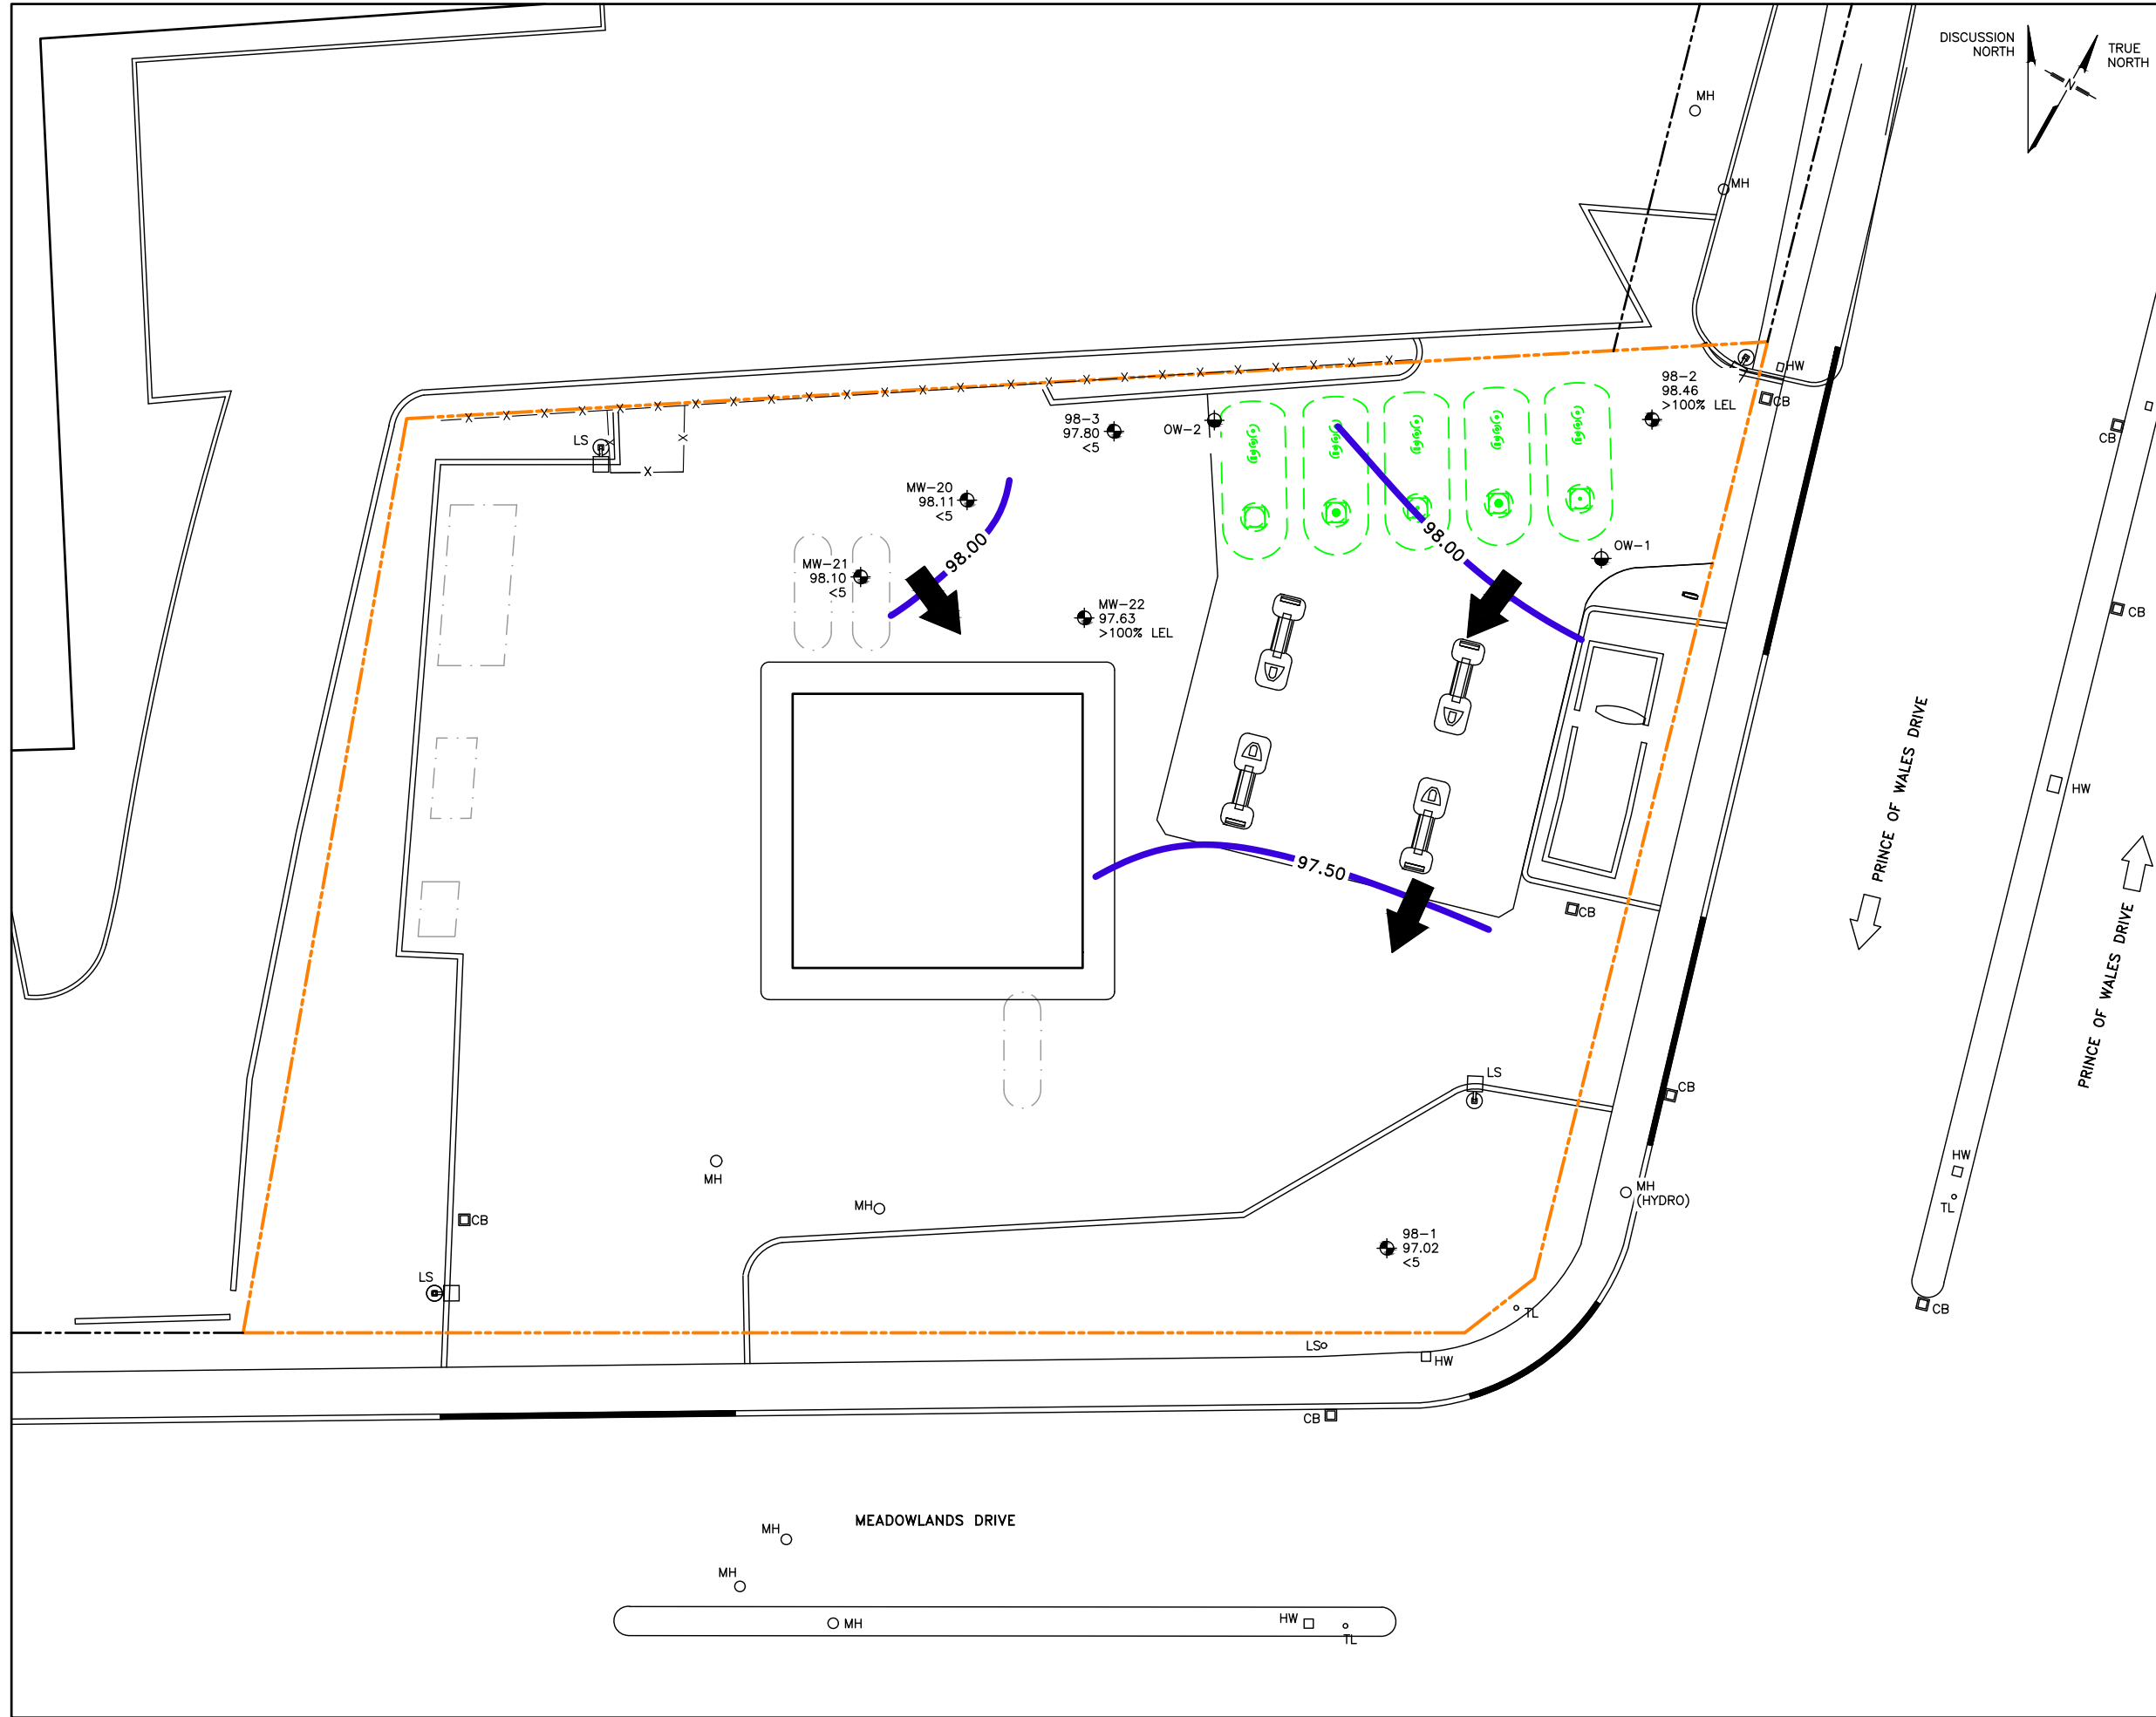 DISCUSSION
NORTH
TRUE
NORTH
N
MH
MH
HW
98-2
98.46
>100% LEL
CB
CB
98-3
97.80
<5
OW-2
LS
MW-20
98.11
<5
98.00
98.00
OW-1
MW-21
98.10
<5
MW-22
97.63
>100% LEL
CB
PRINCE OF WALES DRIVE
HW
97.50
CB
PRINCE OF WALES DRIVE
LS
CB
MH
HW
MH
(HYDRO)
TL
MH
CB
98-1
97.02
<5
LS
TL
CB
LS
HW
CB
MEADOWLANDS DRIVE
MH
MH
MH
HW
TL
X X X X X X X X X X X X X X X X X X X X X X X X X
X
X
X